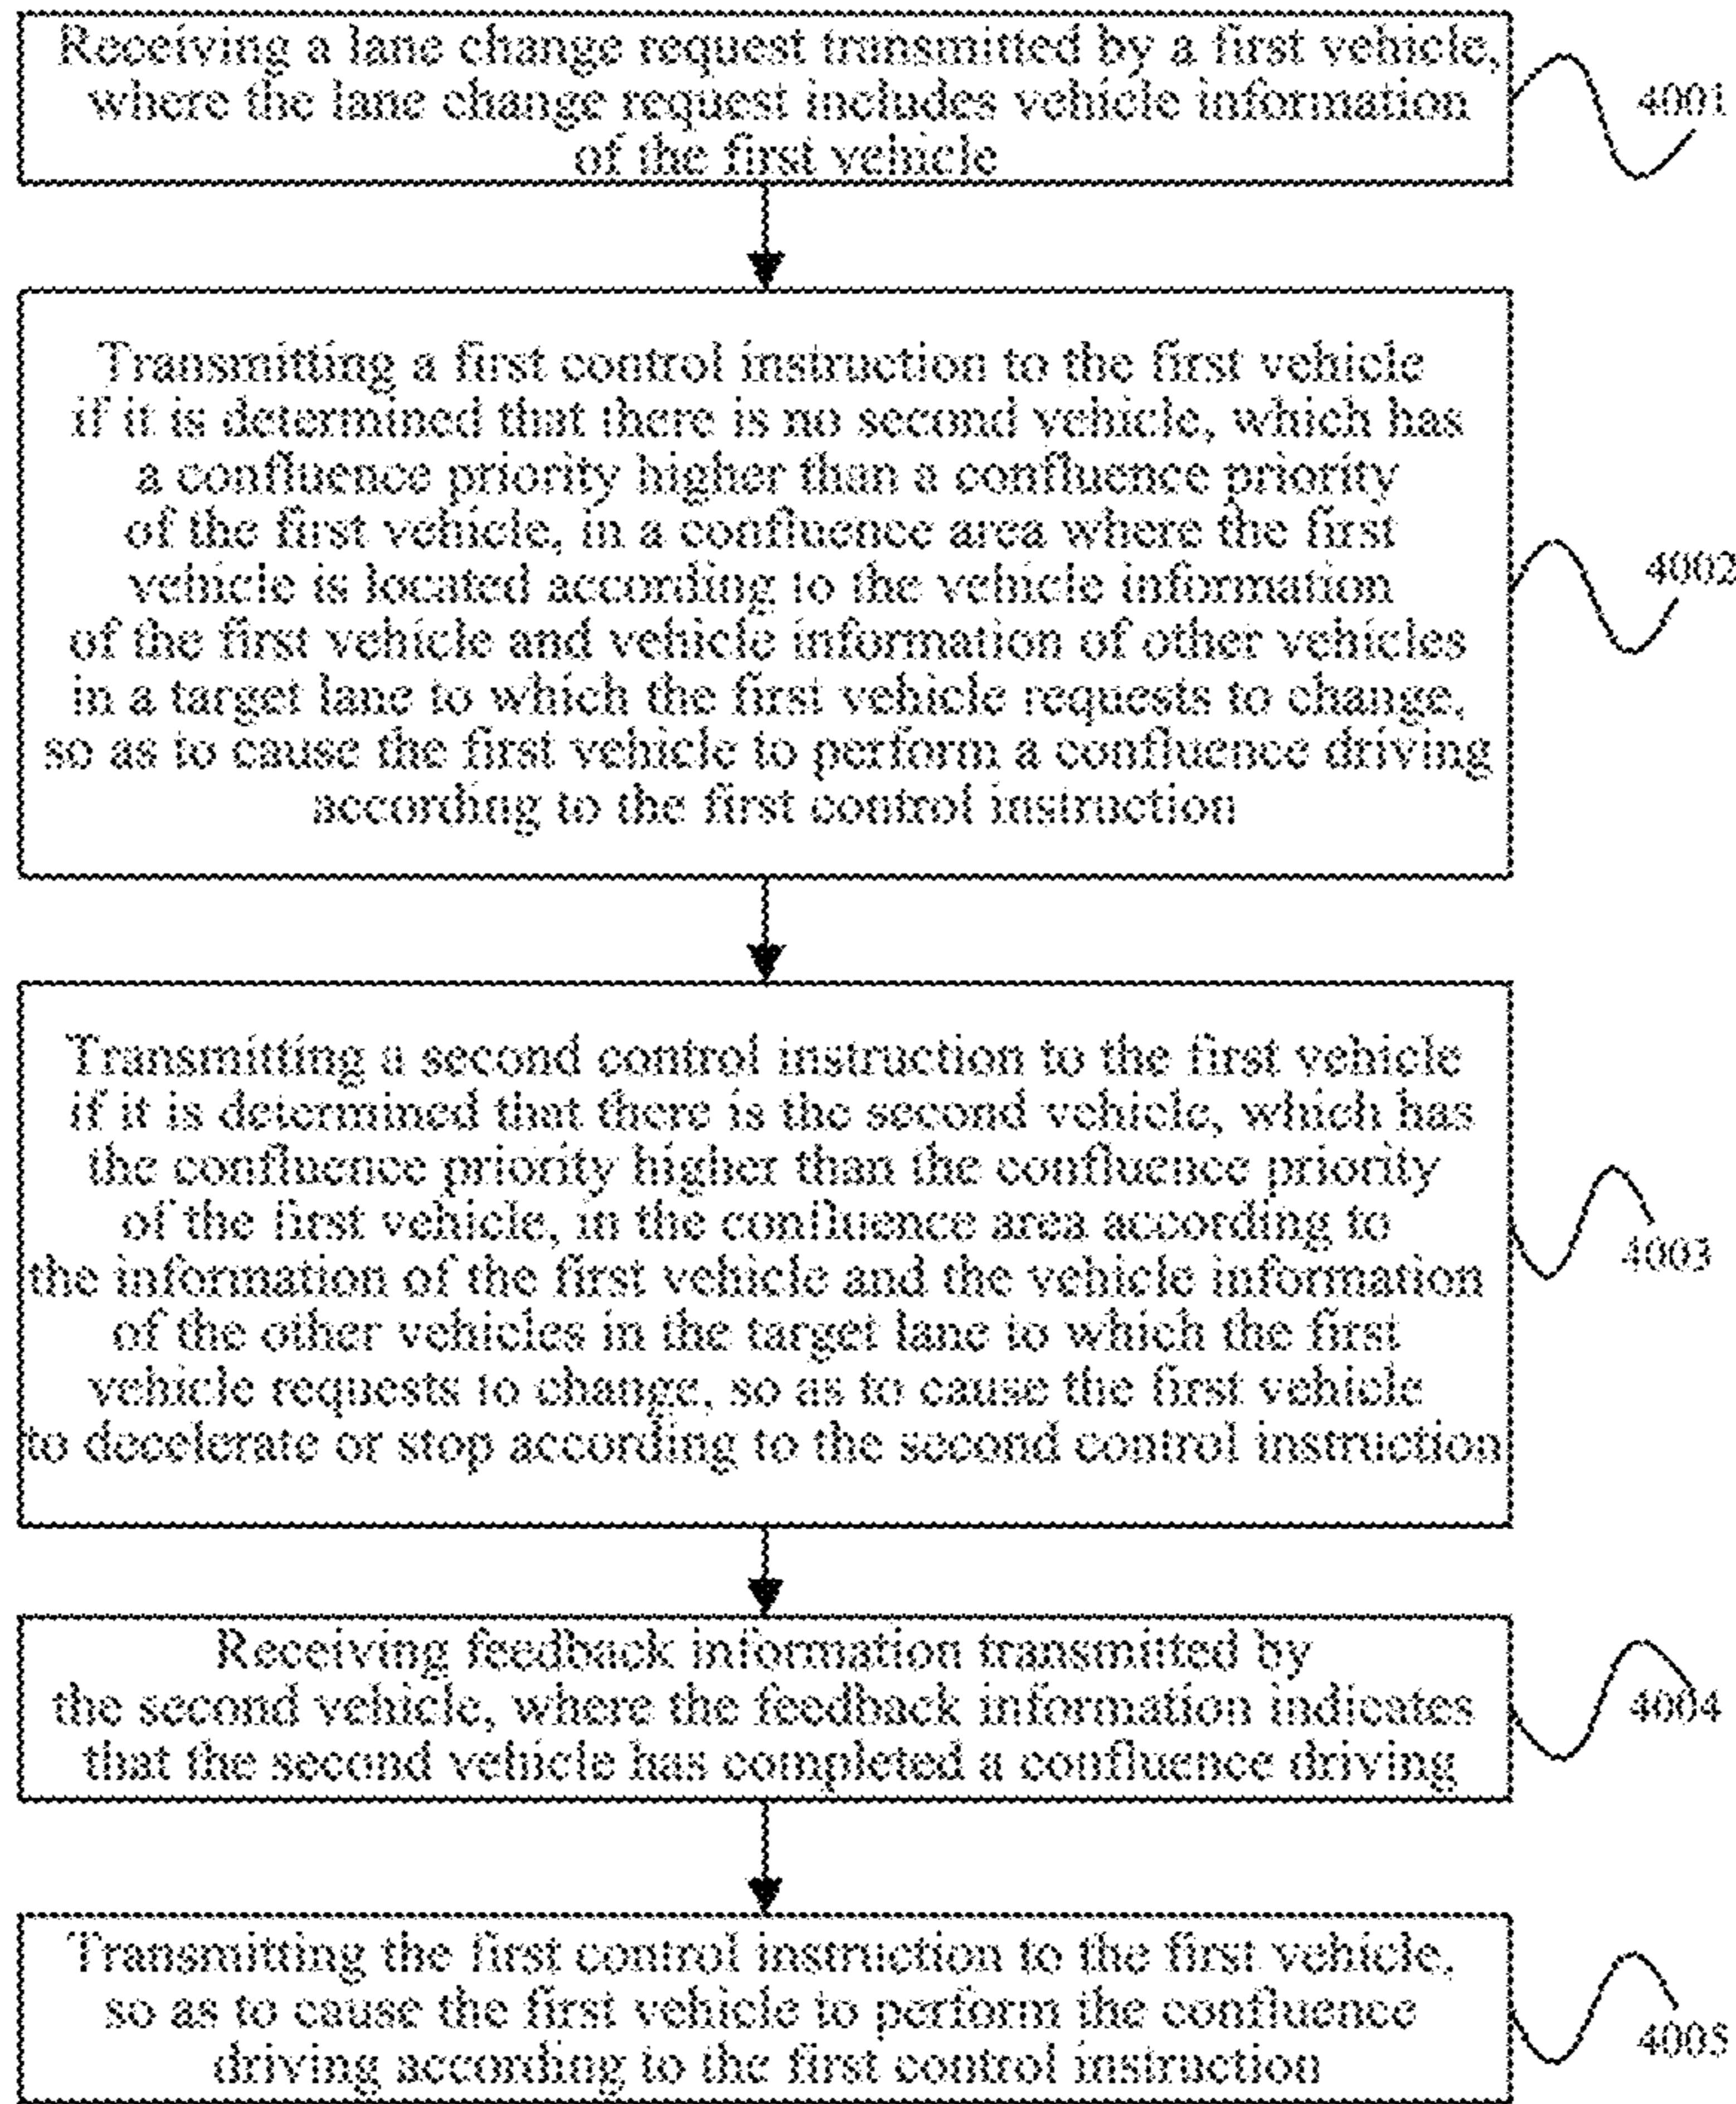 Receiving a lane change request transmitted by a first vehicle,
where the lane change request includes vehicle information
of the first vehicle
4001
Transmitting a first control instruction to the first vehicle
if it is determined that there is no second vehicle, which has
a confluence priority higher than a confluence priority
of the first vehicle, in a confluence area where the first
vehicle is located according to the vehicle information
of the first vehicle and vehicle information of other vehicles
in a target lane to which the first vehicle requests to change,
so as to cause the first vehicle to perform a confluence driving
according to the first control instruction
4002
Transmitting a second control instruction to the first vehicle
if it is determined that there is the second vehicle, which has
the confluence priority higher than the confluence priority
of the first vehicle, in the confluence area according to
the information of the first vehicle and the vehicle information
of the other vehicles in the target lane to which the first
vehicle requests to change, so as to cause the first vehicle
to decelerate or stop according to the second control instruction
4003
Receiving feedback information transmitted by
the second vehicle, where the feedback information indicates
that the second vehicle has completed a confluence driving
4004
Transmitting the first control instruction to the first vehicle,
so as to cause the first vehicle to perform the confluence
driving according to the first control instruction
4005